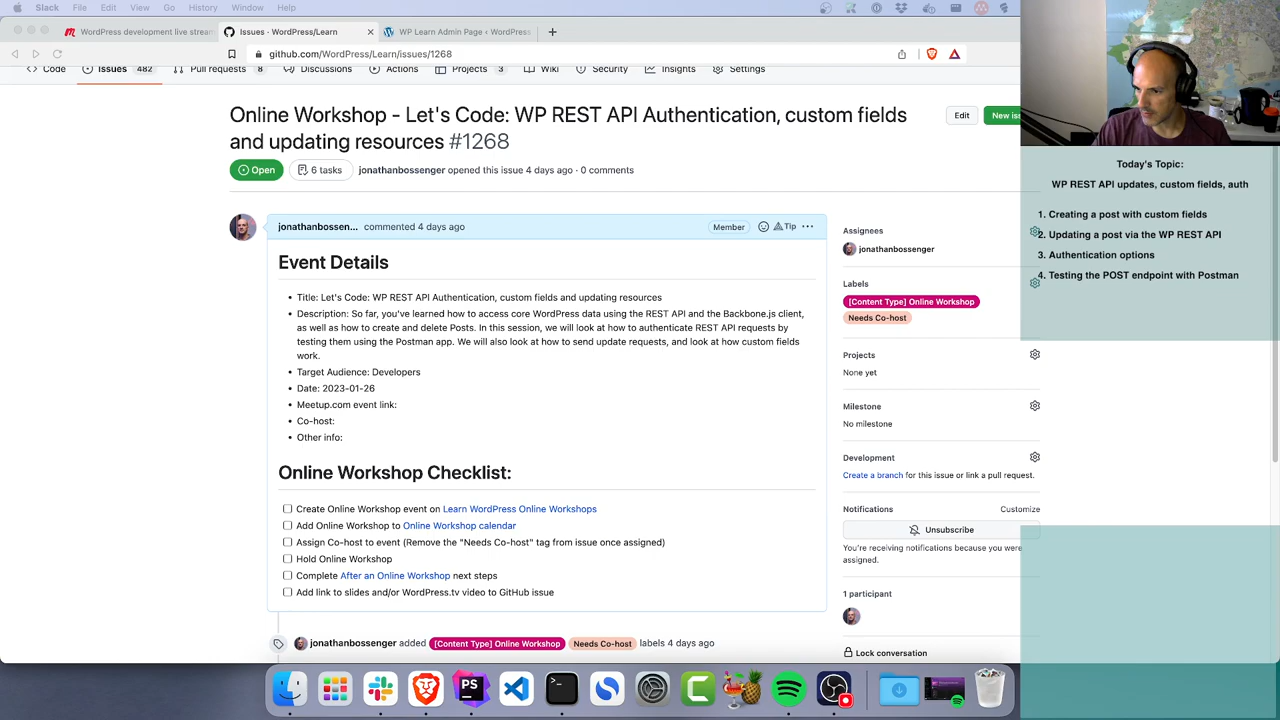 Slack File Edit View Go History Window Help
WordPress development live stream
Issues · WordPress/Learn
WP Learn Admin Page ‹ WordPress
github.com/WordPress/Learn/issues/1268
Code
Issues 482
Pull requests 8
Discussions
Actions
Projects 3
Wiki
Security
Insights
Settings
Online Workshop - Let's Code: WP REST API Authentication, custom fields
and updating resources #1268
Edit
New iss
Open
6 tasks
jonathanbossenger opened this issue 4 days ago · 0 comments
jonathanbossen... commented 4 days ago
Member
Tip
Event Details
• Title: Let's Code: WP REST API Authentication, custom fields and updating resources
• Description: So far, you've learned how to access core WordPress data using the REST API and the Backbone.js client,
as well as how to create and delete Posts. In this session, we will look at how to authenticate REST API requests by
testing them using the Postman app. We will also look at how to send update requests, and look at how custom fields
work.
• Target Audience: Developers
• Date: 2023-01-26
• Meetup.com event link:
• Co-host:
• Other info:
Online Workshop Checklist:
Create Online Workshop event on Learn WordPress Online Workshops
Add Online Workshop to Online Workshop calendar
Assign Co-host to event (Remove the "Needs Co-host" tag from issue once assigned)
Hold Online Workshop
Complete After an Online Workshop next steps
Add link to slides and/or WordPress.tv video to GitHub issue
jonathanbossenger added [Content Type] Online Workshop Needs Co-host labels 4 days ago
Assignees
jonathanbossenger
Labels
[Content Type] Online Workshop
Needs Co-host
Projects
None yet
Milestone
No milestone
Development
Create a branch for this issue or link a pull request.
Notifications
Customize
Unsubscribe
You're receiving notifications because you were
assigned.
1 participant
Lock conversation
Today's Topic:
WP REST API updates, custom fields, auth
1. Creating a post with custom fields
2. Updating a post via the WP REST API
3. Authentication options
4. Testing the POST endpoint with Postman
PS